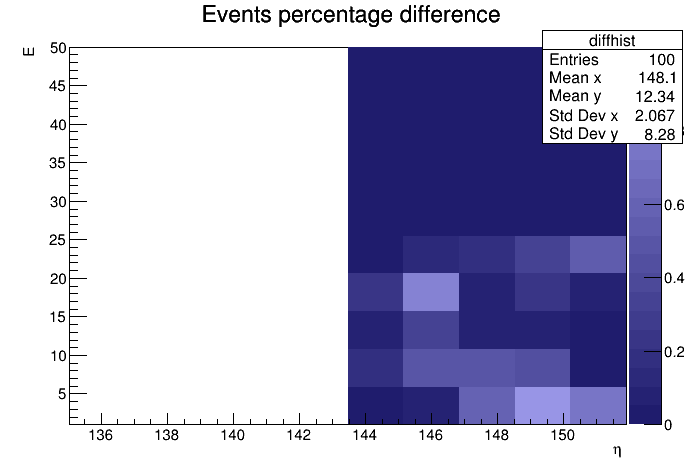 Events percentage difference
diffhist
Entries 100
Mean x 148.1
Mean y 12.34
Std Dev x 2.067
Std Dev y 8.28
E
50
45
40
35
30
25
20
15
10
5
0.6
0.4
0.2
0
136 138 140 142 144 146 148 150
η